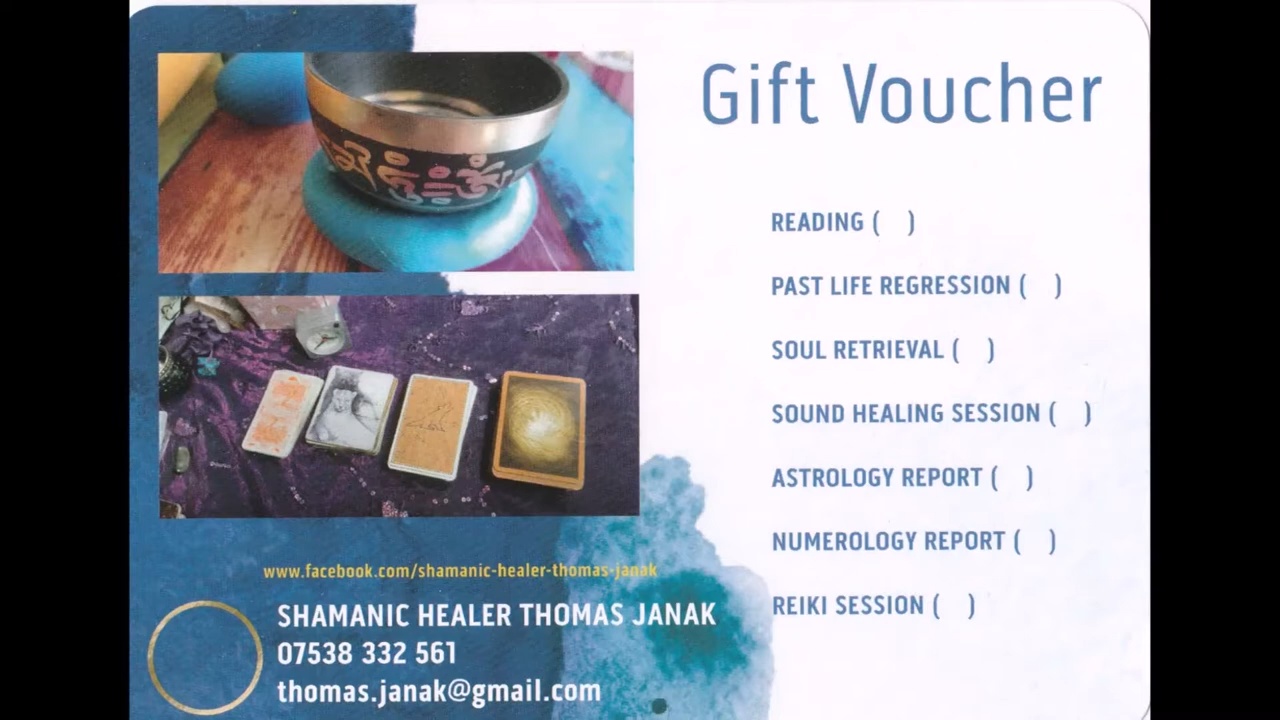 Gift Voucher
READING (   )
PAST LIFE REGRESSION (   )
SOUL RETRIEVAL (   )
SOUND HEALING SESSION (   )
ASTROLOGY REPORT (   )
NUMEROLOGY REPORT (   )
REIKI SESSION (   )
www.facebook.com/shamanic-healer-thomas-janak
SHAMANIC HEALER THOMAS JANAK
07538 332 561
thomas.janak@gmail.com